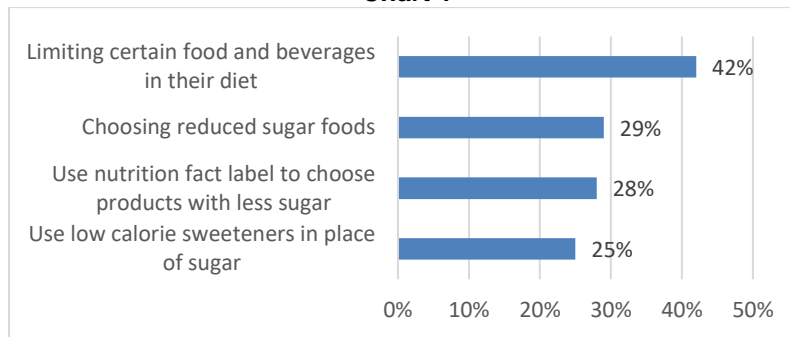 Limiting certain food and beverages
in their diet
42%
Choosing reduced sugar foods
29%
Use nutrition fact label to choose
products with less sugar
28%
Use low calorie sweeteners in place
of sugar
25%
0% 10% 20% 30% 40% 50%